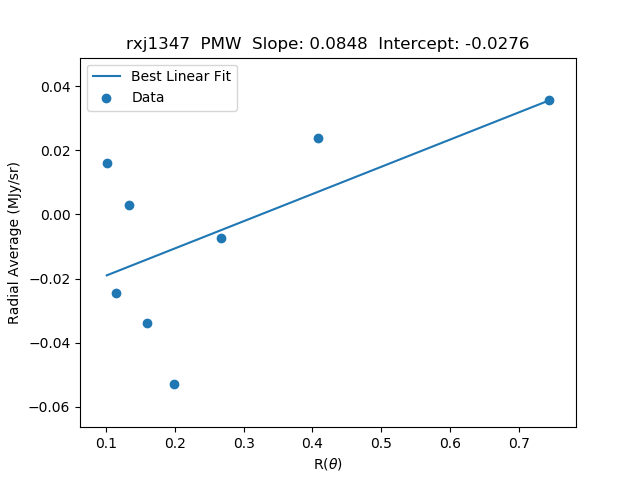 rxj1347  PMW  Slope: 0.0848  Intercept: -0.0276
Best Linear Fit
Data
Radial Average (MJy/sr)
0.04
0.02
0.00
−0.02
−0.04
−0.06
0.1 0.2 0.3 0.4 0.5 0.6 0.7
R(θ)